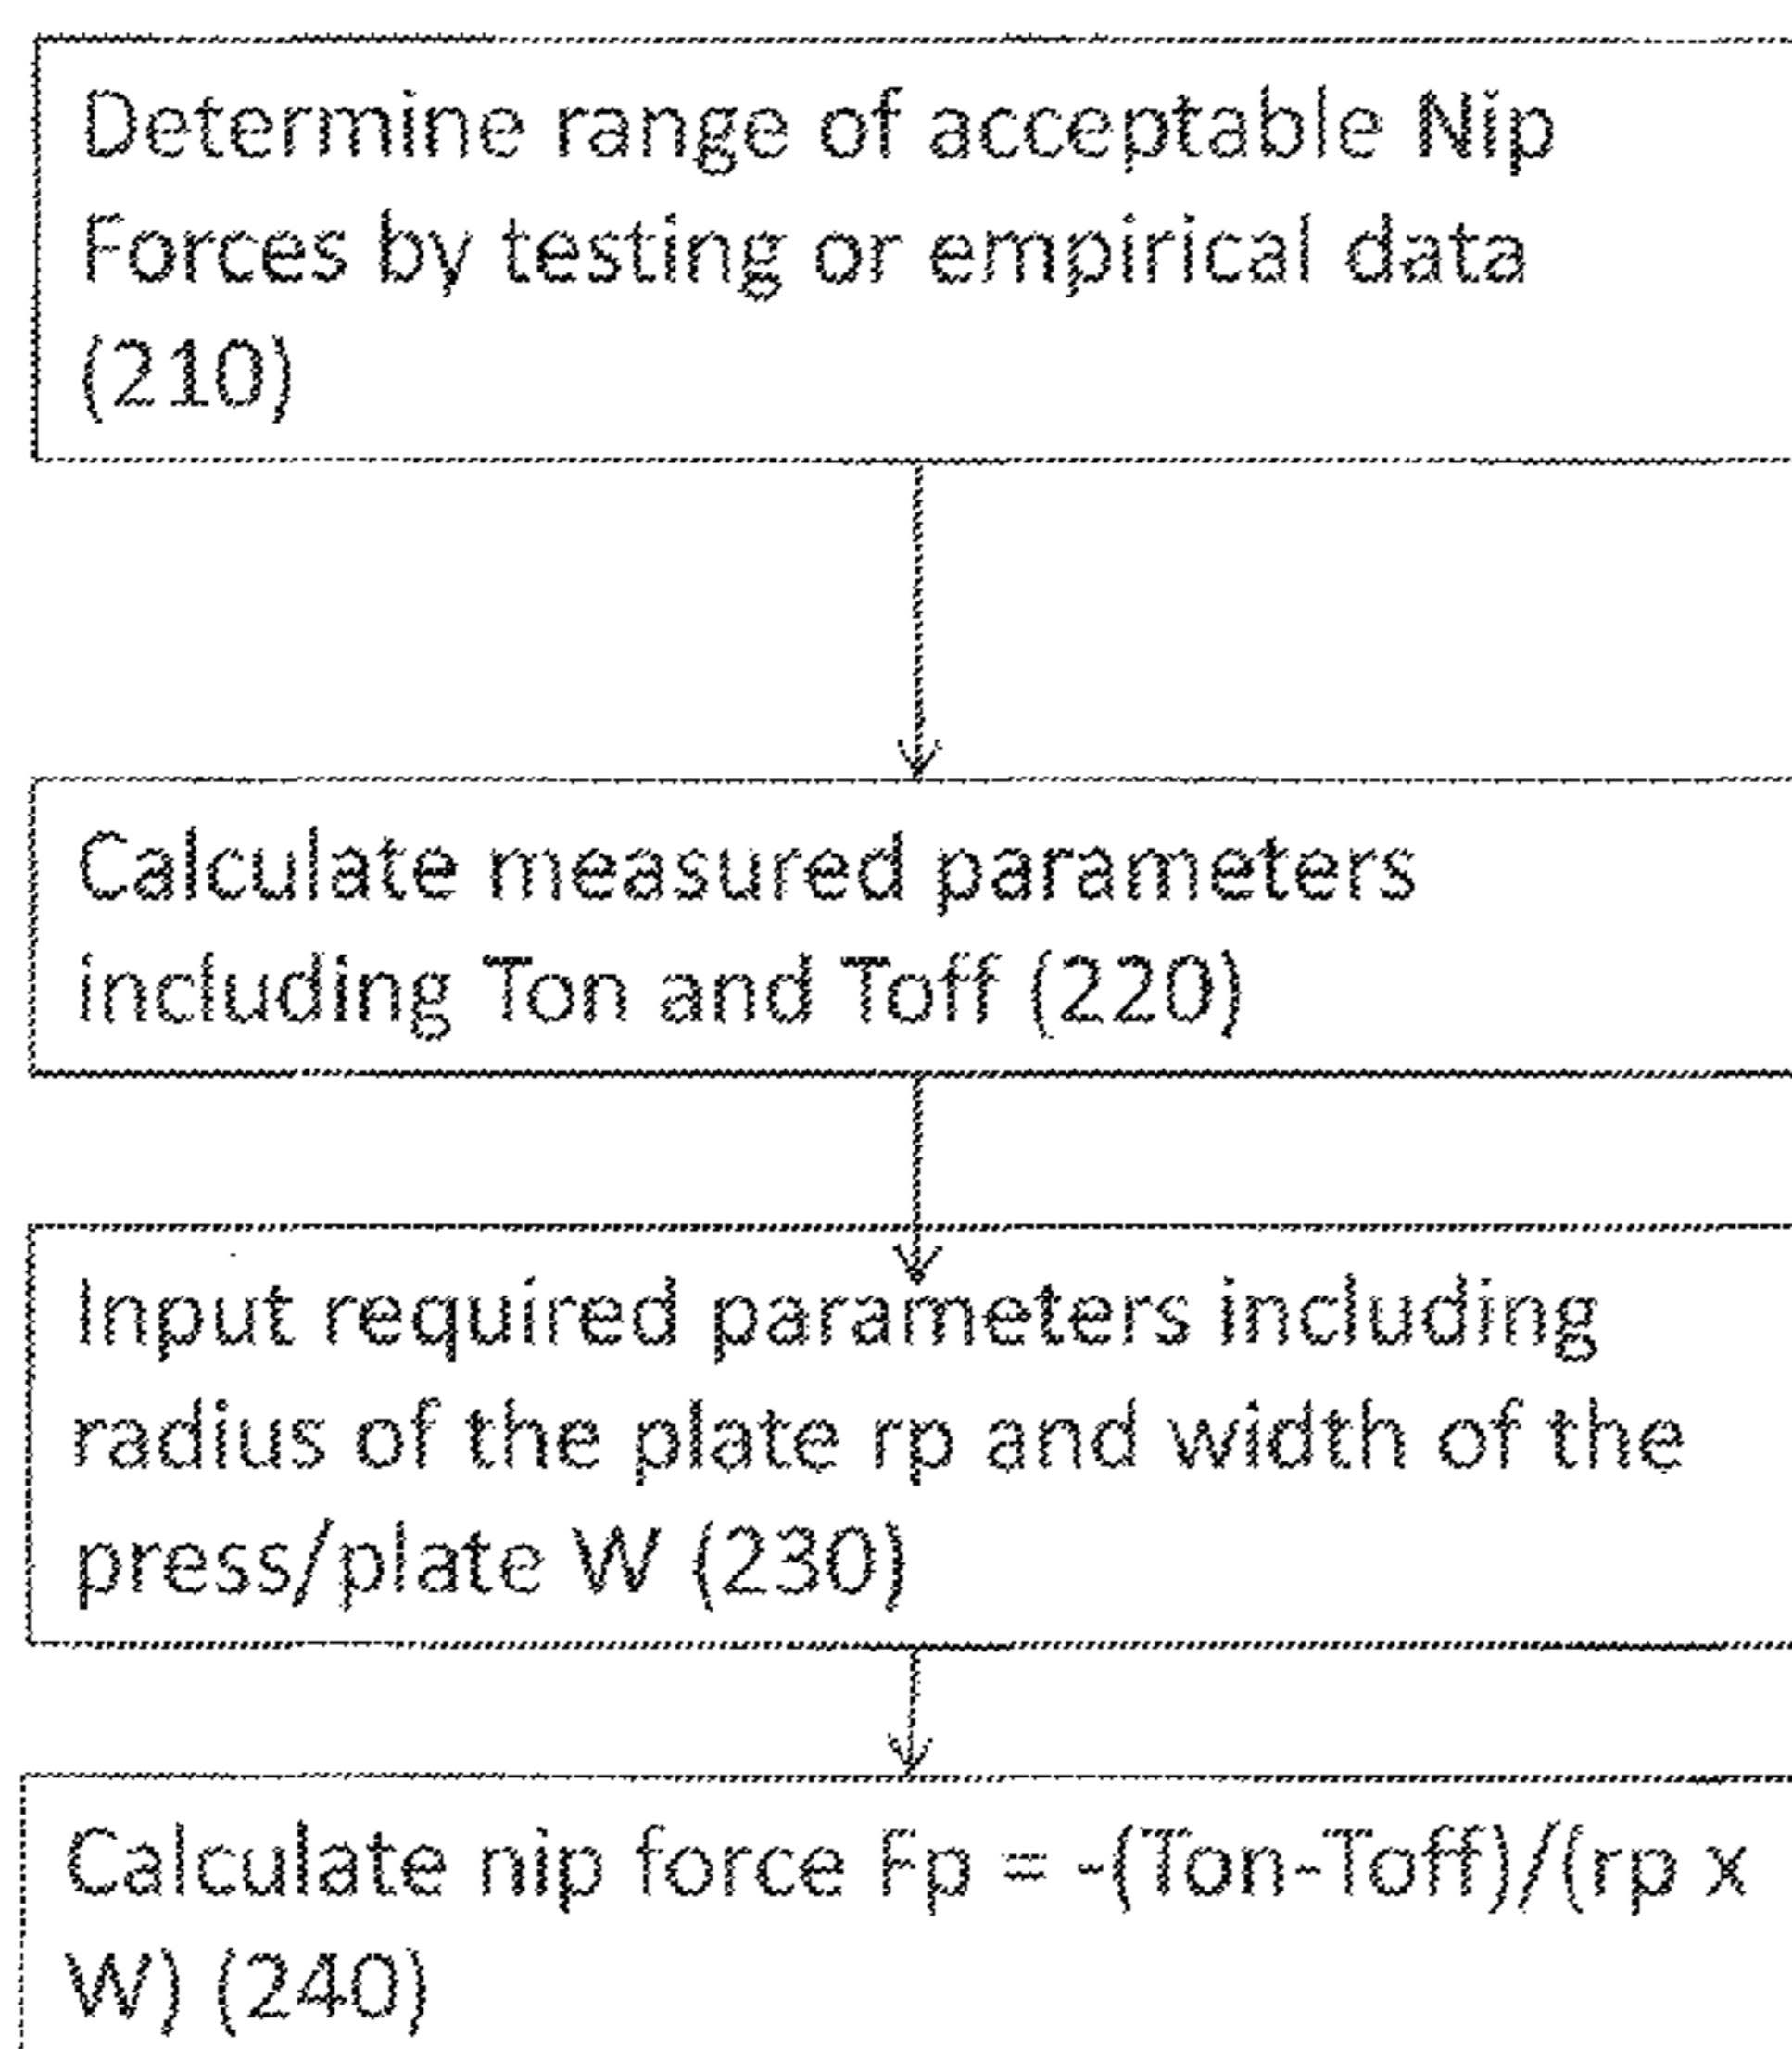 Determine range of acceptable Nip
Forces by testing or empirical data
(210)
Calculate measured parameters
including Ton and Toff (220)
Input required parameters including
radius of the plate rp and width of the
press/plate W (230)
Calculate nip force Fp = -(Ton-Toff)/(rp x
W) (240)